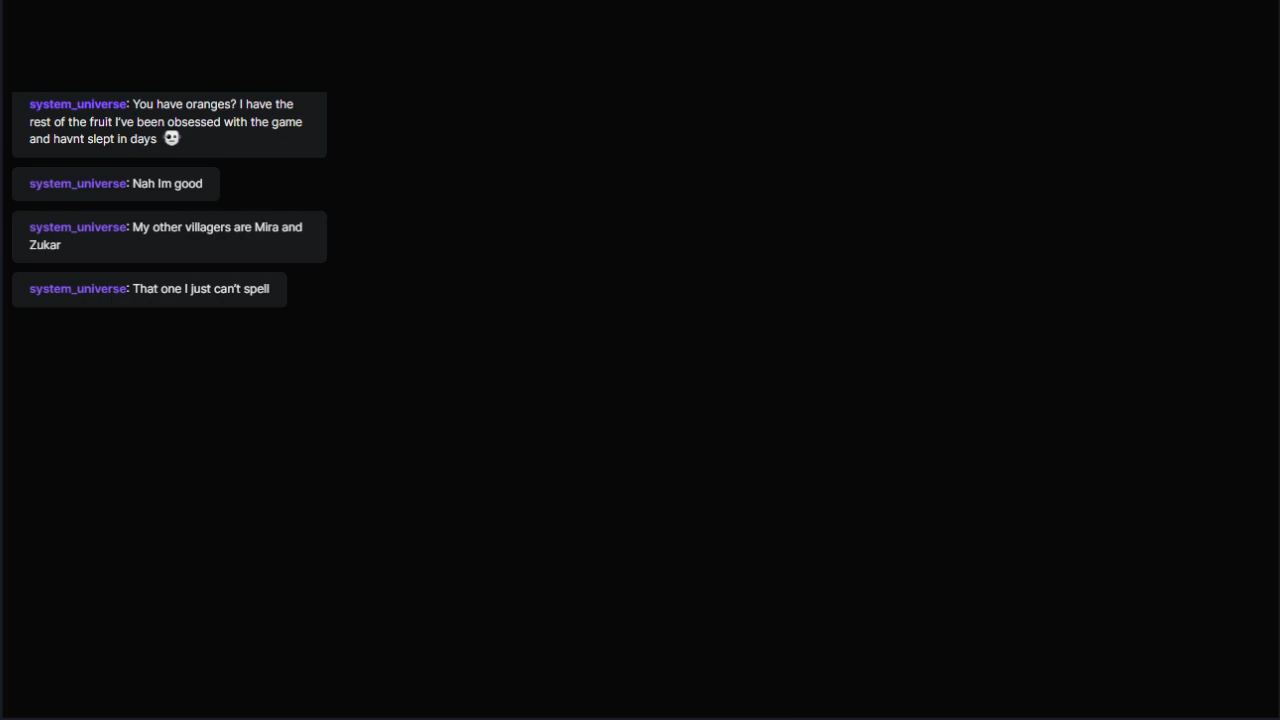 system_universe: You have oranges? I have the
rest of the fruit I've been obsessed with the game
and havnt slept in days 💀
system_universe: Nah Im good
system_universe: My other villagers are Mira and
Zukar
system_universe: That one I just can't spell